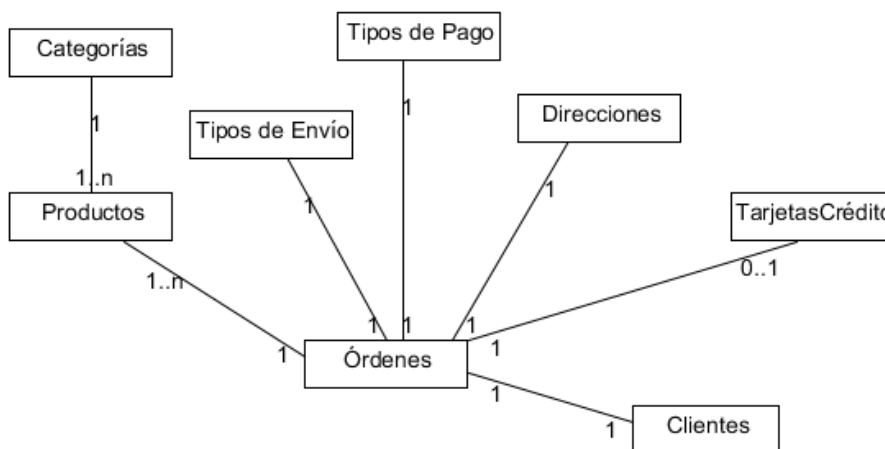 Tipos de Pago
Categorías
1
Tipos de Envío
Direcciones
1
1..n
1
1
Productos
TarjetasCrédito
1..n
0..1
1
1
1
1
1
Órdenes
1
1
Clientes